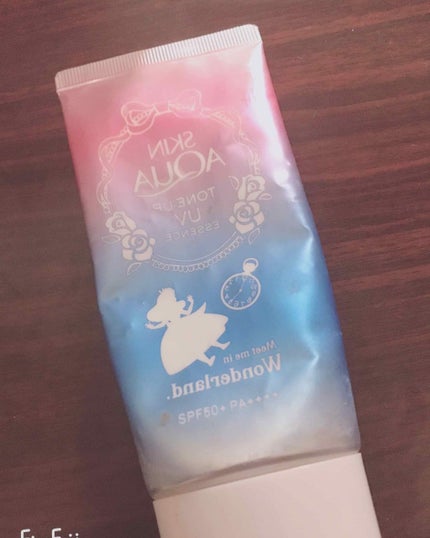 SKIN
AQUA
TONE UP
UV
ESSENCE
Meet me in
Wonderland.
SPF50+ PA++++